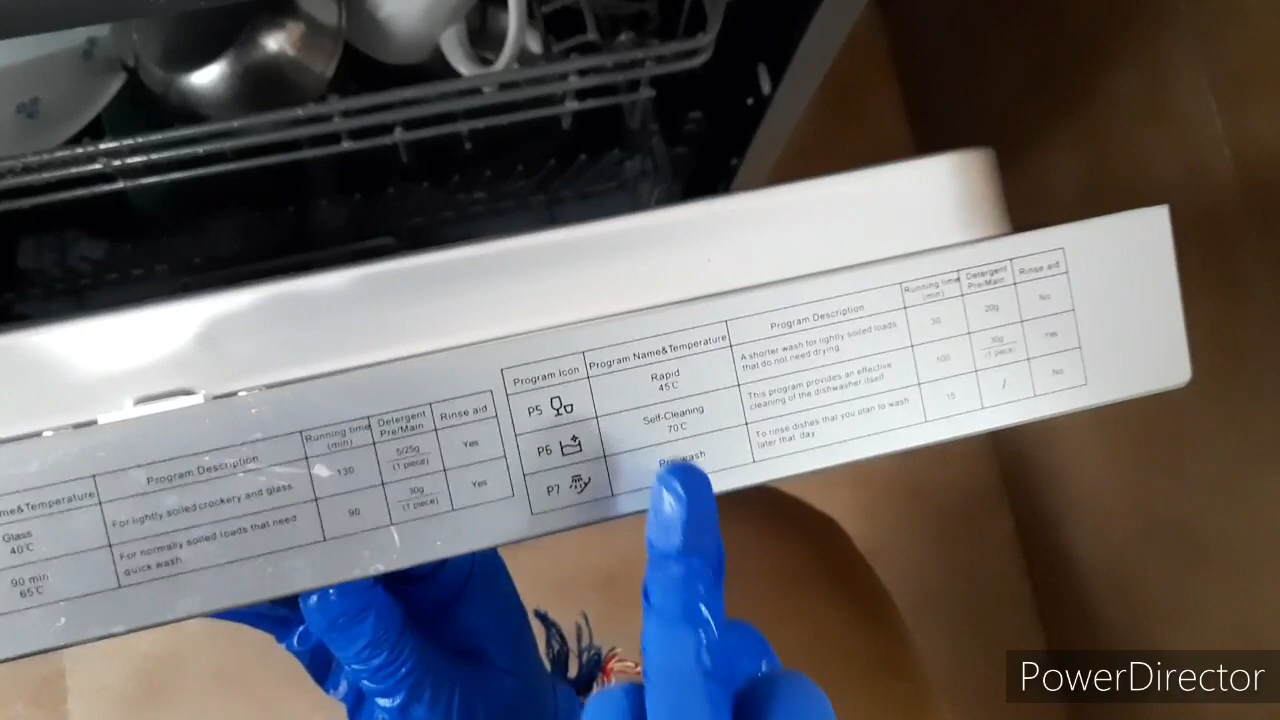 me&Temperature Program Description Running time Detergent Rinse aid
(min) Pre/Main
Glass For lightly soiled crockery and glass 130 5/25g Yes
40℃ (1 piece)
90 min For normally soiled loads that need 90 30g Yes
65℃ quick wash (1 piece)
Program Icon Program Name&Temperature Program Description Running time Detergent Rinse aid
(min) Pre/Main
P5 Rapid A shorter wash for lightly soiled loads 30 20g No
45℃ that do not need drying
P6 Self-Cleaning This program provides an effective 100 30g Yes
70℃ cleaning of the dishwasher itself (1 piece)
P7 wash To rinse dishes that you plan to wash 15 / No
later that day
PowerDirector